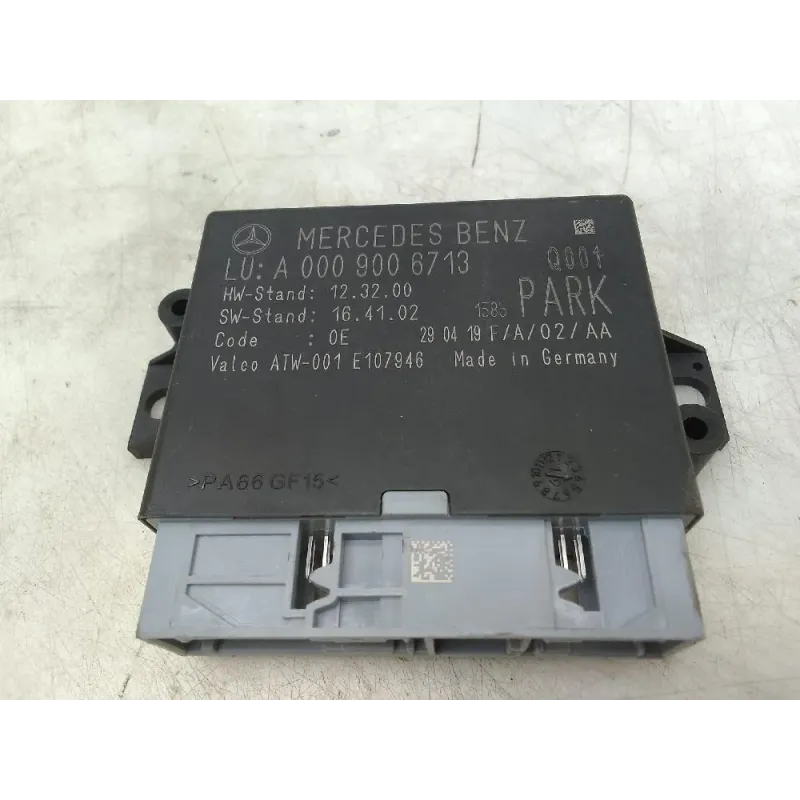 MERCEDES BENZ
LU: A 000 900 6713 Q001
HW-Stand: 12.32.00 PARK
SW-Stand: 16.41.02
Code : 0E 29 04 19 F/A/02/AA
Valeo ATW-001 E107946 Made in Germany
>PA66 GF15<